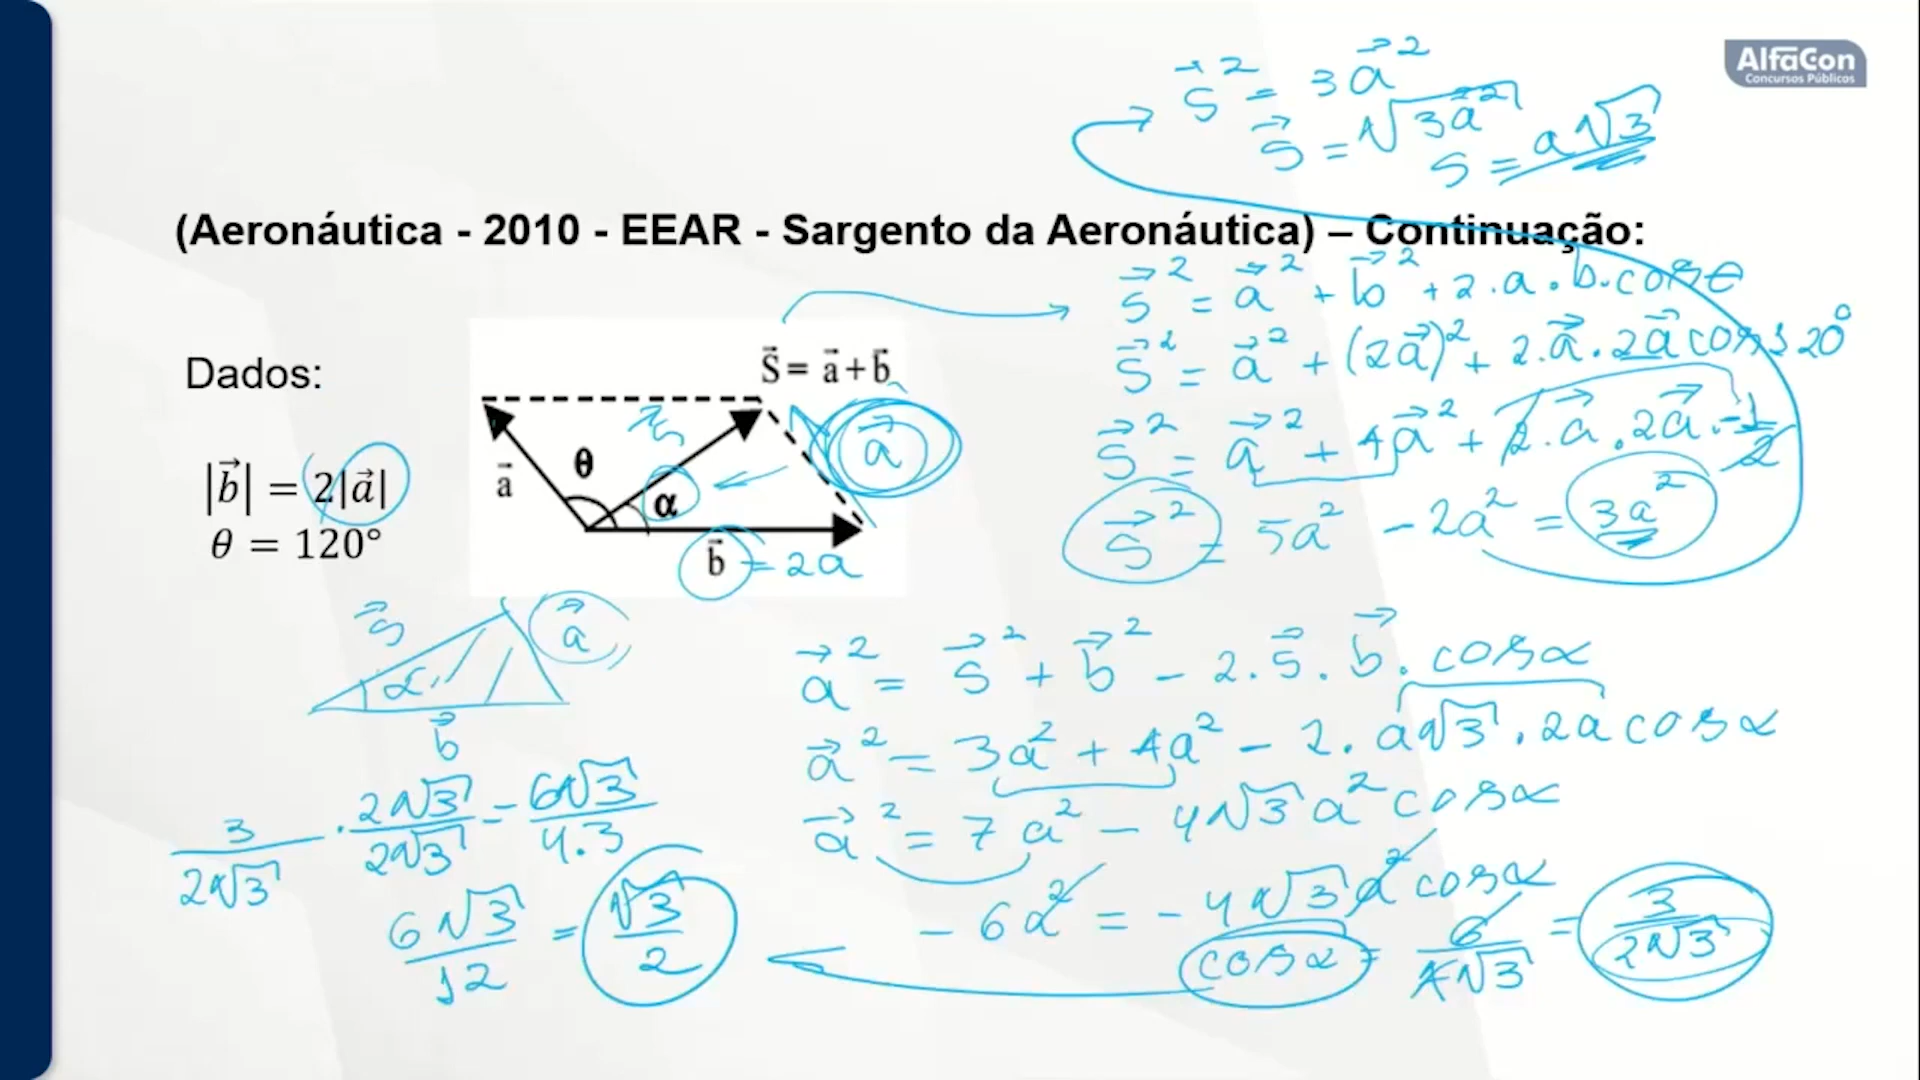 AlfaCon
Concursos Públicos
s⃗² = 3a⃗²
s⃗ = √3a⃗²
s = a√3
(Aeronáutica - 2010 - EEAR - Sargento da Aeronáutica) – Continuação:
Dados:
|b⃗| = 2|a⃗|
θ = 120°
S⃗ = a⃗ + b⃗
s⃗
a⃗
θ
a⃗
α
b⃗ = 2a
s⃗² = a⃗² + b⃗² + 2.a.b.cosθ
s⃗² = a⃗² + (2a⃗)² + 2.a⃗.2a⃗ cos120°
s⃗² = a⃗² + 4a⃗² + 2.a⃗.2a⃗.-1/2
s⃗² = 5a² - 2a² = 3a²
s⃗
a⃗
α
b⃗
a⃗² = s⃗² + b⃗² - 2.s⃗.b⃗.cosα
a⃗² = 3a² + 4a² - 2.a√3.2a cosα
a⃗² = 7a² - 4√3a² cosα
-6a² = -4√3a² cosα
cosα = 6/4√3 = 3/2√3
3/2√3 . 2√3/2√3 = 6√3/4.3
6√3/12 = √3/2